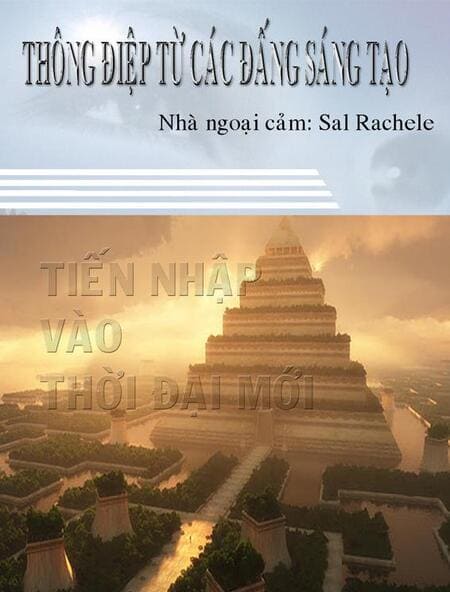 THÔNG ĐIỆP TỪ CÁC ĐẤNG SÁNG TẠO
Nhà ngoại cảm: Sal Rachele
TIẾN NHẬP
VÀO
THỜI ĐẠI MỚI